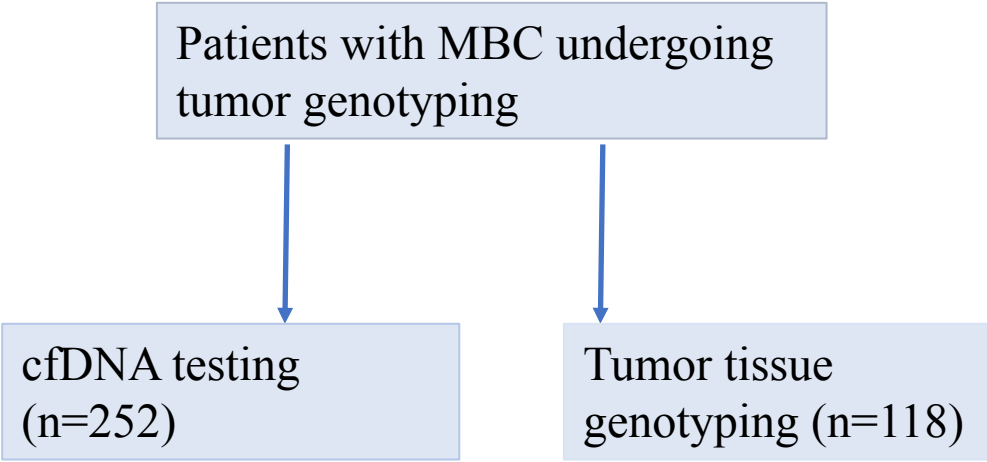 Patients with MBC undergoing
tumor genotyping
cfDNA testing
(n=252)
Tumor tissue
genotyping (n=118)